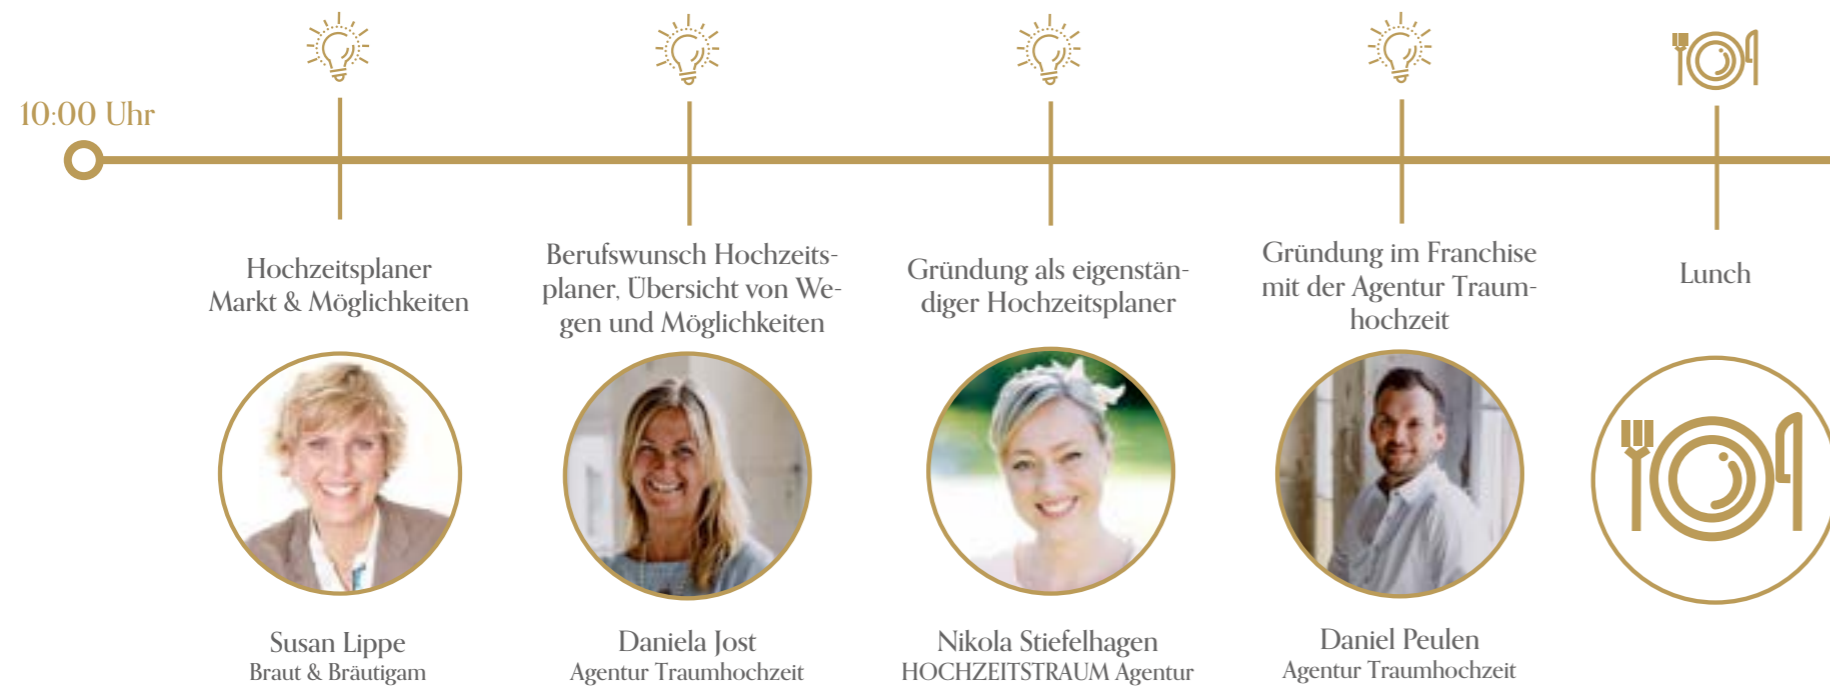 10:00 Uhr
Hochzeitsplaner
Markt & Möglichkeiten
Berufswunsch Hochzeits-
planer, Übersicht von We-
gen und Möglichkeiten
Gründung als eigenstän-
diger Hochzeitsplaner
Gründung im Franchise
mit der Agentur Traum-
hochzeit
Lunch
Susan Lippe
Braut & Bräutigam
Daniela Jost
Agentur Traumhochzeit
Nikola Stiefelhagen
HOCHZEITSTRAUM Agentur
Daniel Peulen
Agentur Traumhochzeit